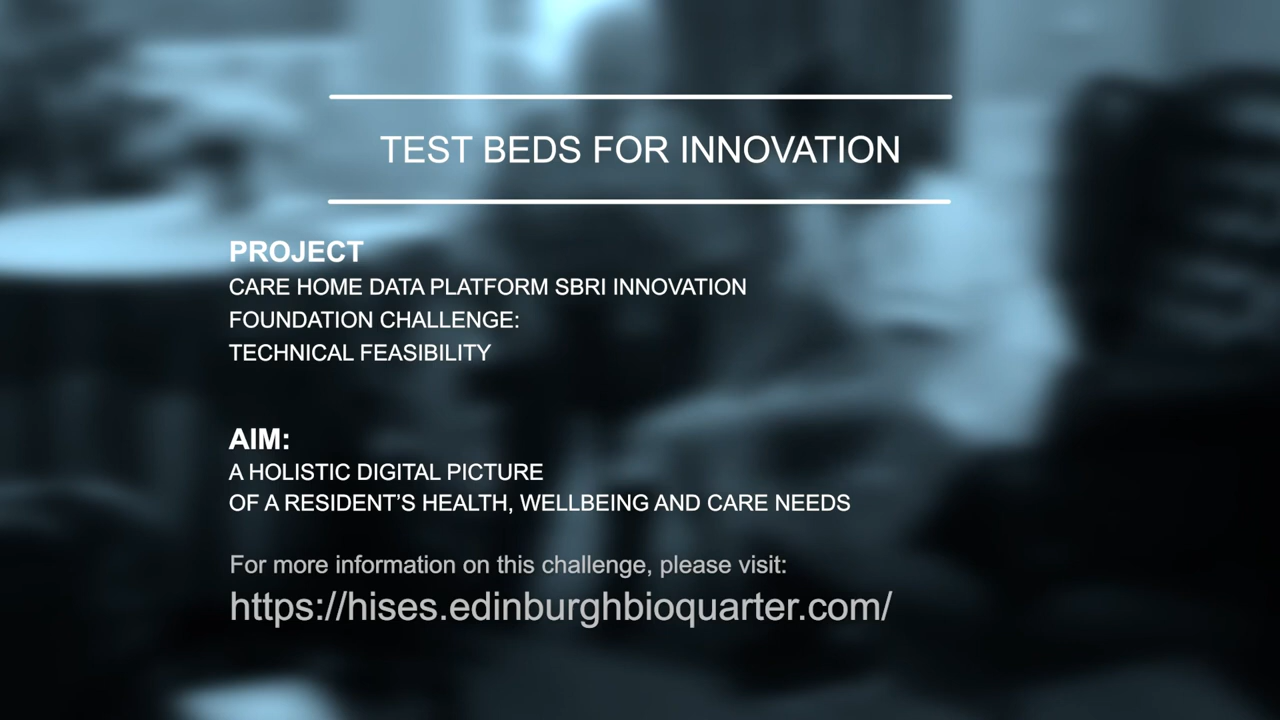 TEST BEDS FOR INNOVATION
PROJECT
CARE HOME DATA PLATFORM SBRI INNOVATION
FOUNDATION CHALLENGE:
TECHNICAL FEASIBILITY
AIM:
A HOLISTIC DIGITAL PICTURE
OF A RESIDENT’S HEALTH, WELLBEING AND CARE NEEDS
For more information on this challenge, please visit:
https://hises.edinburghbioquarter.com/